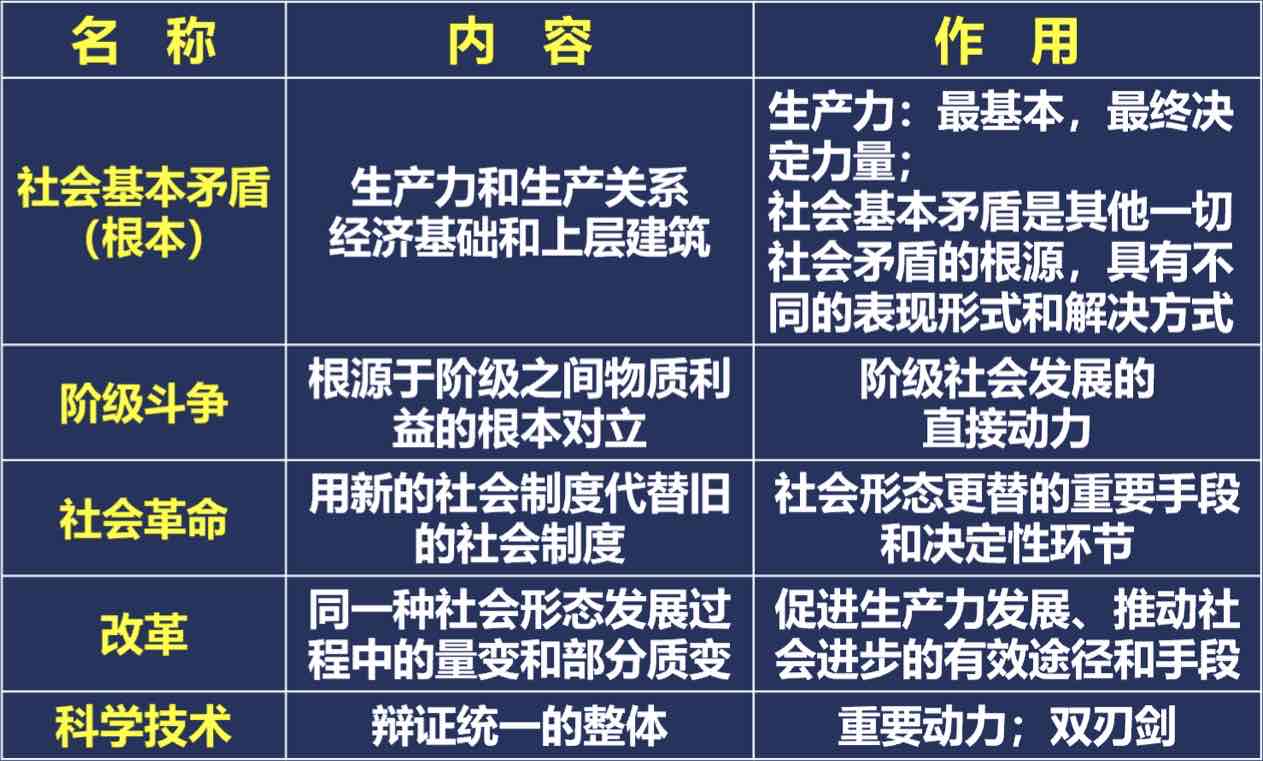 名 称
内 容
作 用
社会基本矛盾
（根本）
生产力和生产关系
经济基础和上层建筑
生产力：最基本，最终决
定力量；
社会基本矛盾是其他一切
社会矛盾的根源，具有不
同的表现形式和解决方式
阶级斗争
根源于阶级之间物质利
益的根本对立
阶级社会发展的
直接动力
社会革命
用新的社会制度代替旧
的社会制度
社会形态更替的重要手段
和决定性环节
改革
同一种社会形态发展过
程中的量变和部分质变
促进生产力发展、推动社
会进步的有效途径和手段
科学技术
辩证统一的整体
重要动力；双刃剑